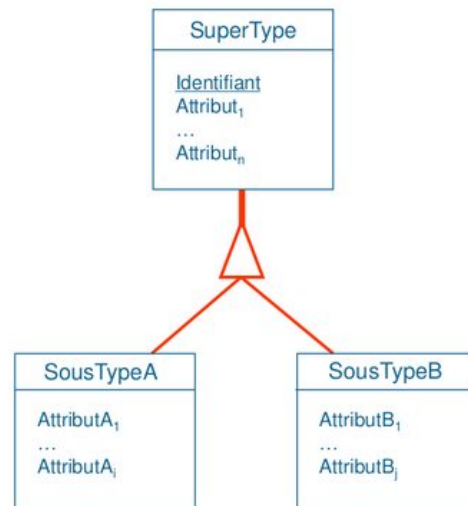 SuperType
Identifiant
Attribut₁
...
Attributₙ
SousTypeA
AttributA₁
...
AttributAᵢ
SousTypeB
AttributB₁
...
AttributBⱼ